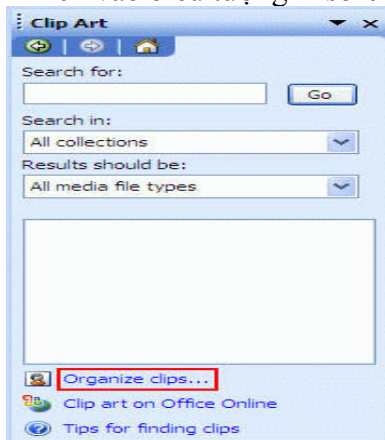 Clip Art
Search for:
Go
Search in:
All collections
Results should be:
All media file types
Organize clips...
Clip art on Office Online
Tips for finding clips